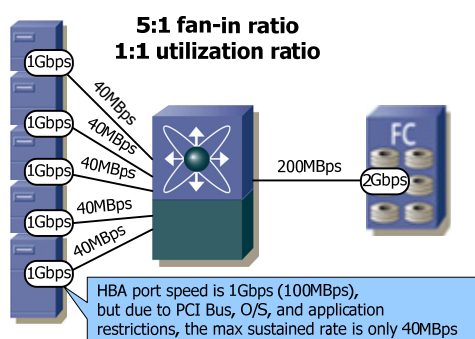 5:1 fan-in ratio
1:1 utilization ratio
1Gbps
40MBps
1Gbps
40MBps
1Gbps
40MBps
1Gbps
40MBps
1Gbps
40MBps
200MBps
FC
2Gbps
HBA port speed is 1Gbps (100MBps),
but due to PCI Bus, O/S, and application
restrictions, the max sustained rate is only 40MBps